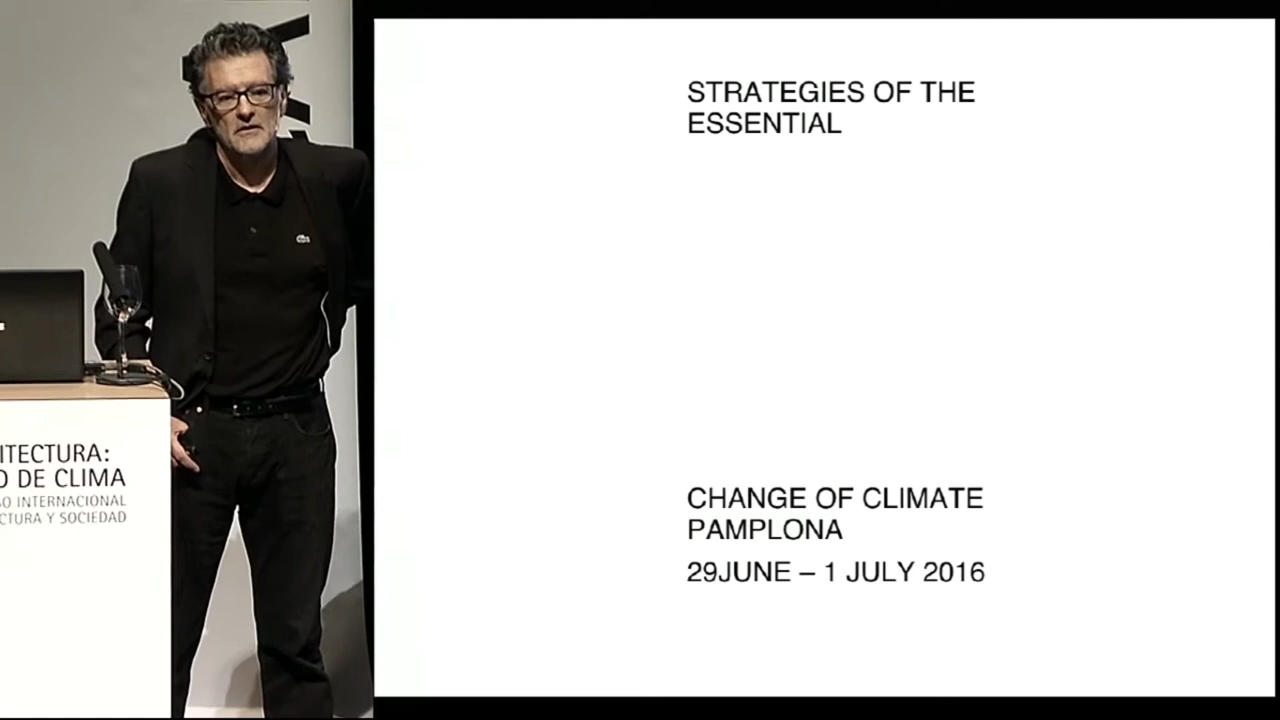 STRATEGIES OF THE
ESSENTIAL
CHANGE OF CLIMATE
PAMPLONA
29JUNE – 1 JULY 2016
ITECTURA:
O DE CLIMA
SO INTERNACIONAL
CTURA Y SOCIEDAD